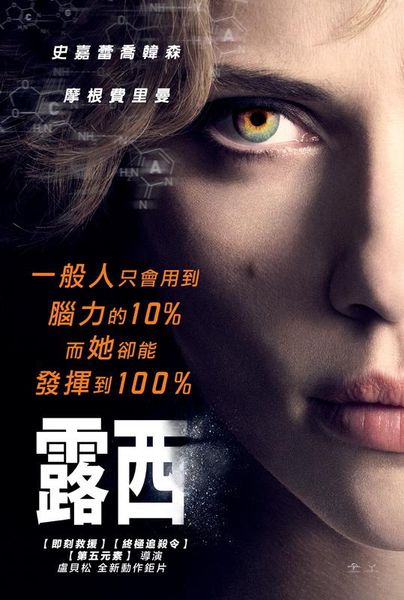 史嘉蕾喬韓森
摩根費里曼
C
NH
NH
A
N
H₂N
N
一般人只會用到
腦力的10%
而她卻能
發揮到100%
露西
【即刻救援】【終極追殺令】
【第五元素】導演
盧貝松 全新動作鉅片